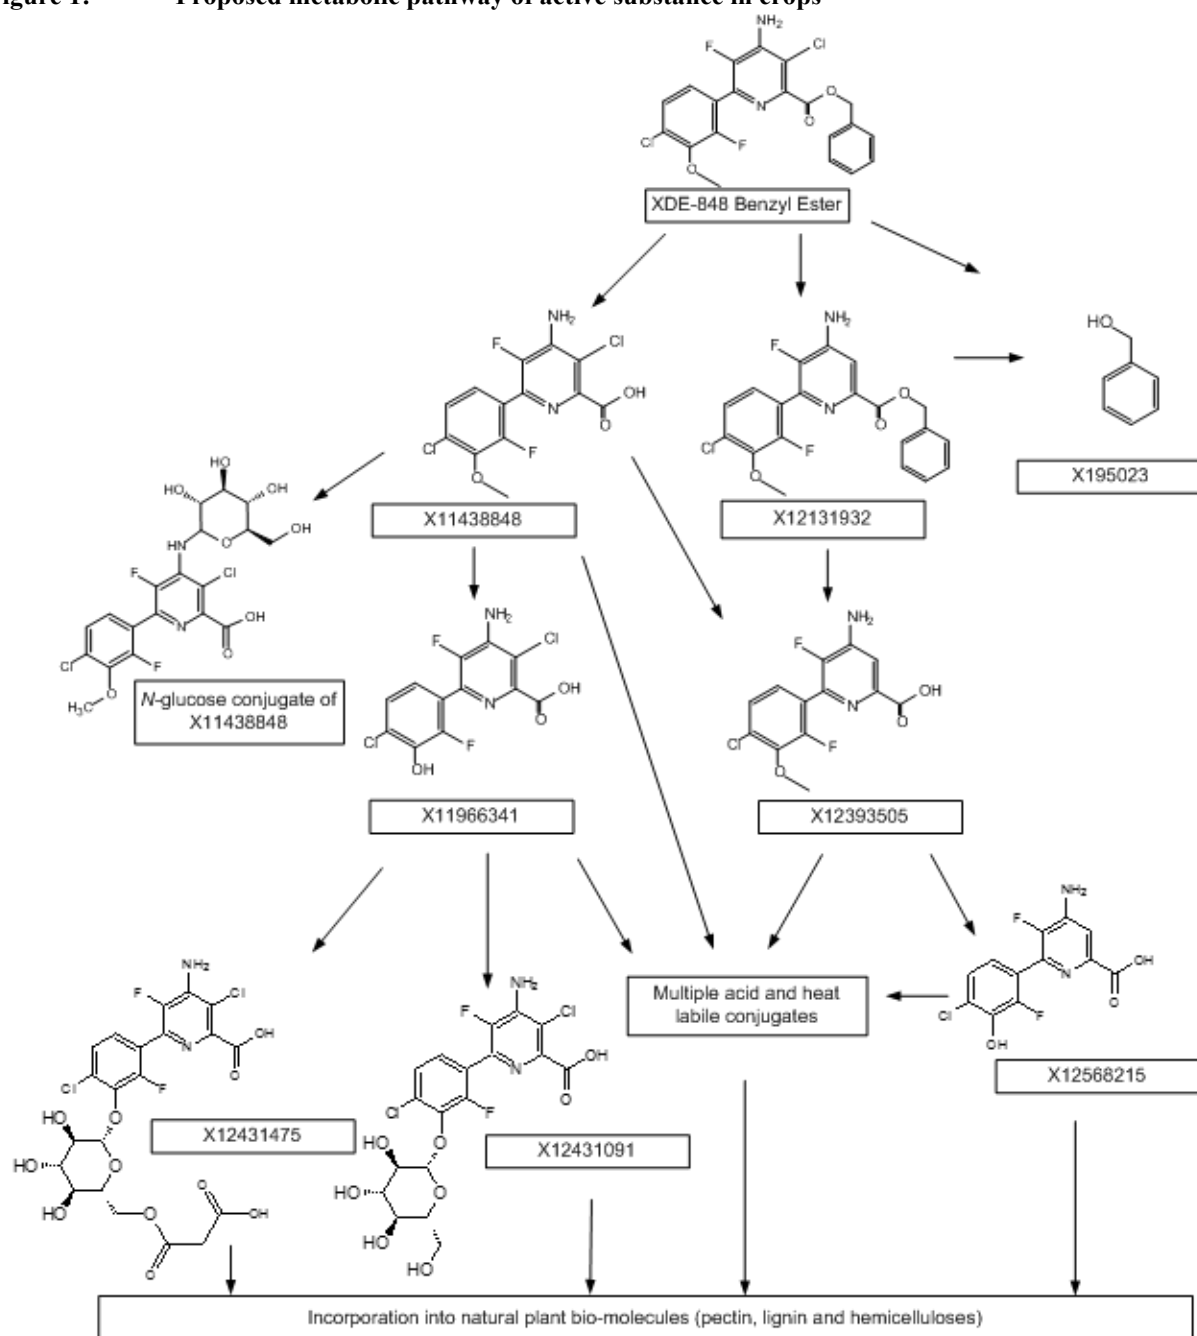 Figure 1. Proposed metabolic pathway of active substance in crops
NH2
F
Cl
N
O
O
Cl
F
O
XDE-848 Benzyl Ester
NH2
F
Cl
N
OH
O
Cl
F
O
X11438848
NH2
F
N
O
O
Cl
F
O
X12131932
HO
X195023
HO
HO
OH
OH
HN
O
F
Cl
N
OH
O
Cl
F
O
H3C
N-glucose conjugate of
X11438848
NH2
F
Cl
N
OH
O
Cl
F
OH
X11966341
NH2
F
N
OH
O
Cl
F
O
X12393505
NH2
F
N
OH
O
Cl
F
OH
X12568215
Multiple acid and heat
labile conjugates
NH2
F
Cl
N
OH
O
Cl
F
O
HO
HO
O
HO
O
O
OH
O
X12431475
NH2
F
Cl
N
OH
O
Cl
F
O
HO
HO
O
HO
HO
X12431091
Incorporation into natural plant bio-molecules (pectin, lignin and hemicelluloses)